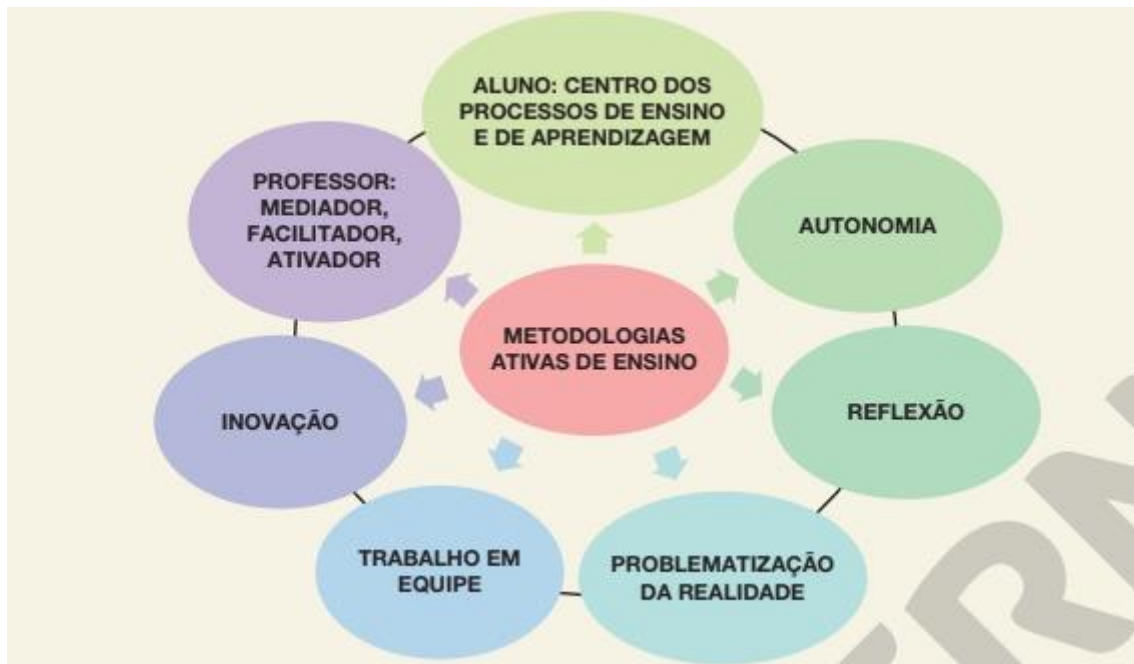 ALUNO: CENTRO DOS
PROCESSOS DE ENSINO
E DE APRENDIZAGEM
AUTONOMIA
REFLEXÃO
PROBLEMATIZAÇÃO
DA REALIDADE
TRABALHO EM
EQUIPE
INOVAÇÃO
PROFESSOR:
MEDIADOR,
FACILITADOR,
ATIVADOR
METODOLOGIAS
ATIVAS DE ENSINO